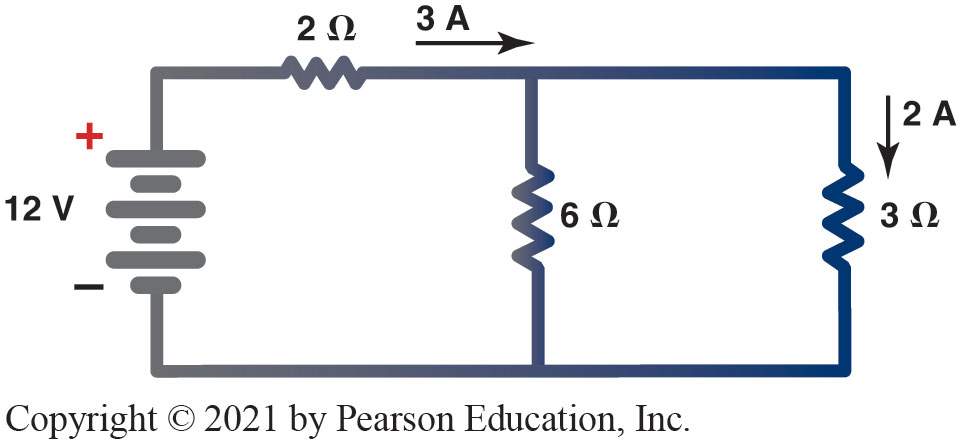 2 Ω
3 A
+
2 A
12 V
6 Ω
3 Ω
–
Copyright © 2021 by Pearson Education, Inc.